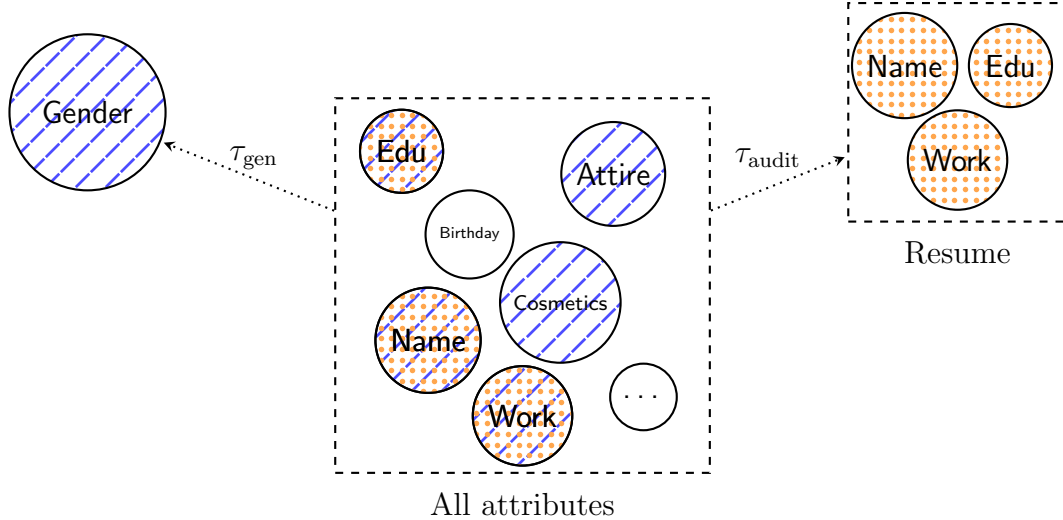 Gender
τgen
Edu
Attire
Birthday
Cosmetics
Name
Work
...
All attributes
τaudit
Name
Edu
Work
Resume